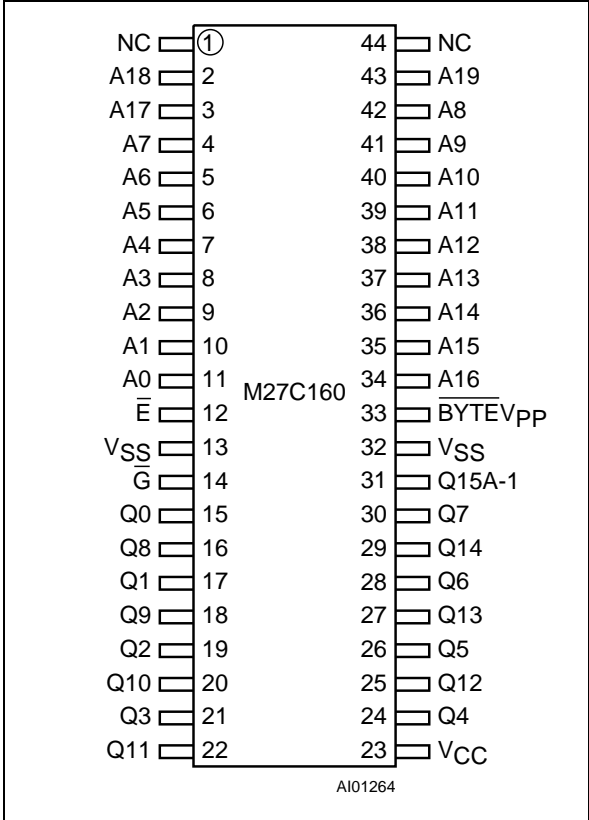 NC 1 44 NC
A18 2 43 A19
A17 3 42 A8
A7 4 41 A9
A6 5 40 A10
A5 6 39 A11
A4 7 38 A12
A3 8 37 A13
A2 9 36 A14
A1 10 35 A15
A0 11 34 A16
M27C160
E̅ 12 33 B̅Y̅T̅E̅VPP
VSS 13 32 VSS
G̅ 14 31 Q15A-1
Q0 15 30 Q7
Q8 16 29 Q14
Q1 17 28 Q6
Q9 18 27 Q13
Q2 19 26 Q5
Q10 20 25 Q12
Q3 21 24 Q4
Q11 22 23 VCC
AI01264